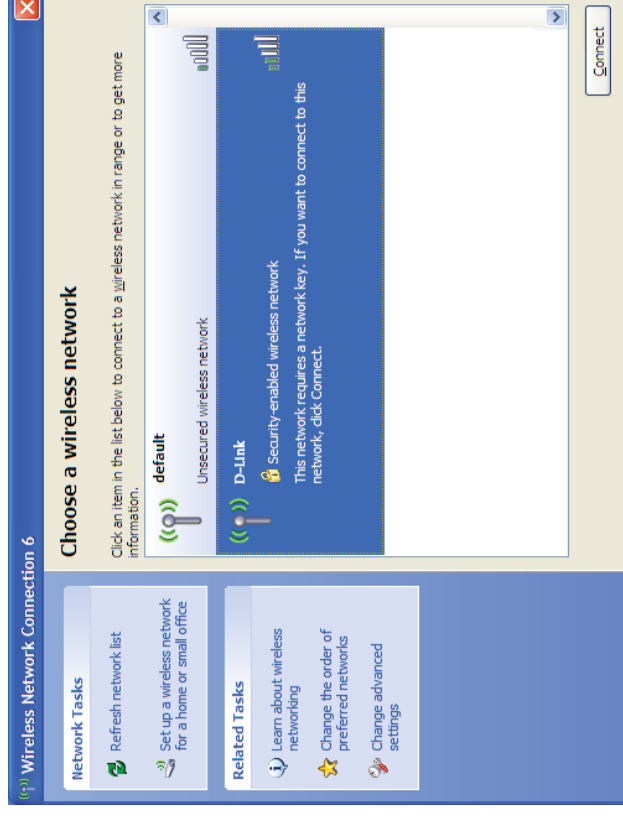 Wireless Network Connection 6
Network Tasks
Refresh network list
Set up a wireless network
for a home or small office
Related Tasks
Learn about wireless
networking
Change the order of
preferred networks
Change advanced
settings
Choose a wireless network
Click an item in the list below to connect to a wireless network in range or to get more
information.
default
Unsecured wireless network
D-Link
Security-enabled wireless network
This network requires a network key. If you want to connect to this
network, click Connect.
Connect